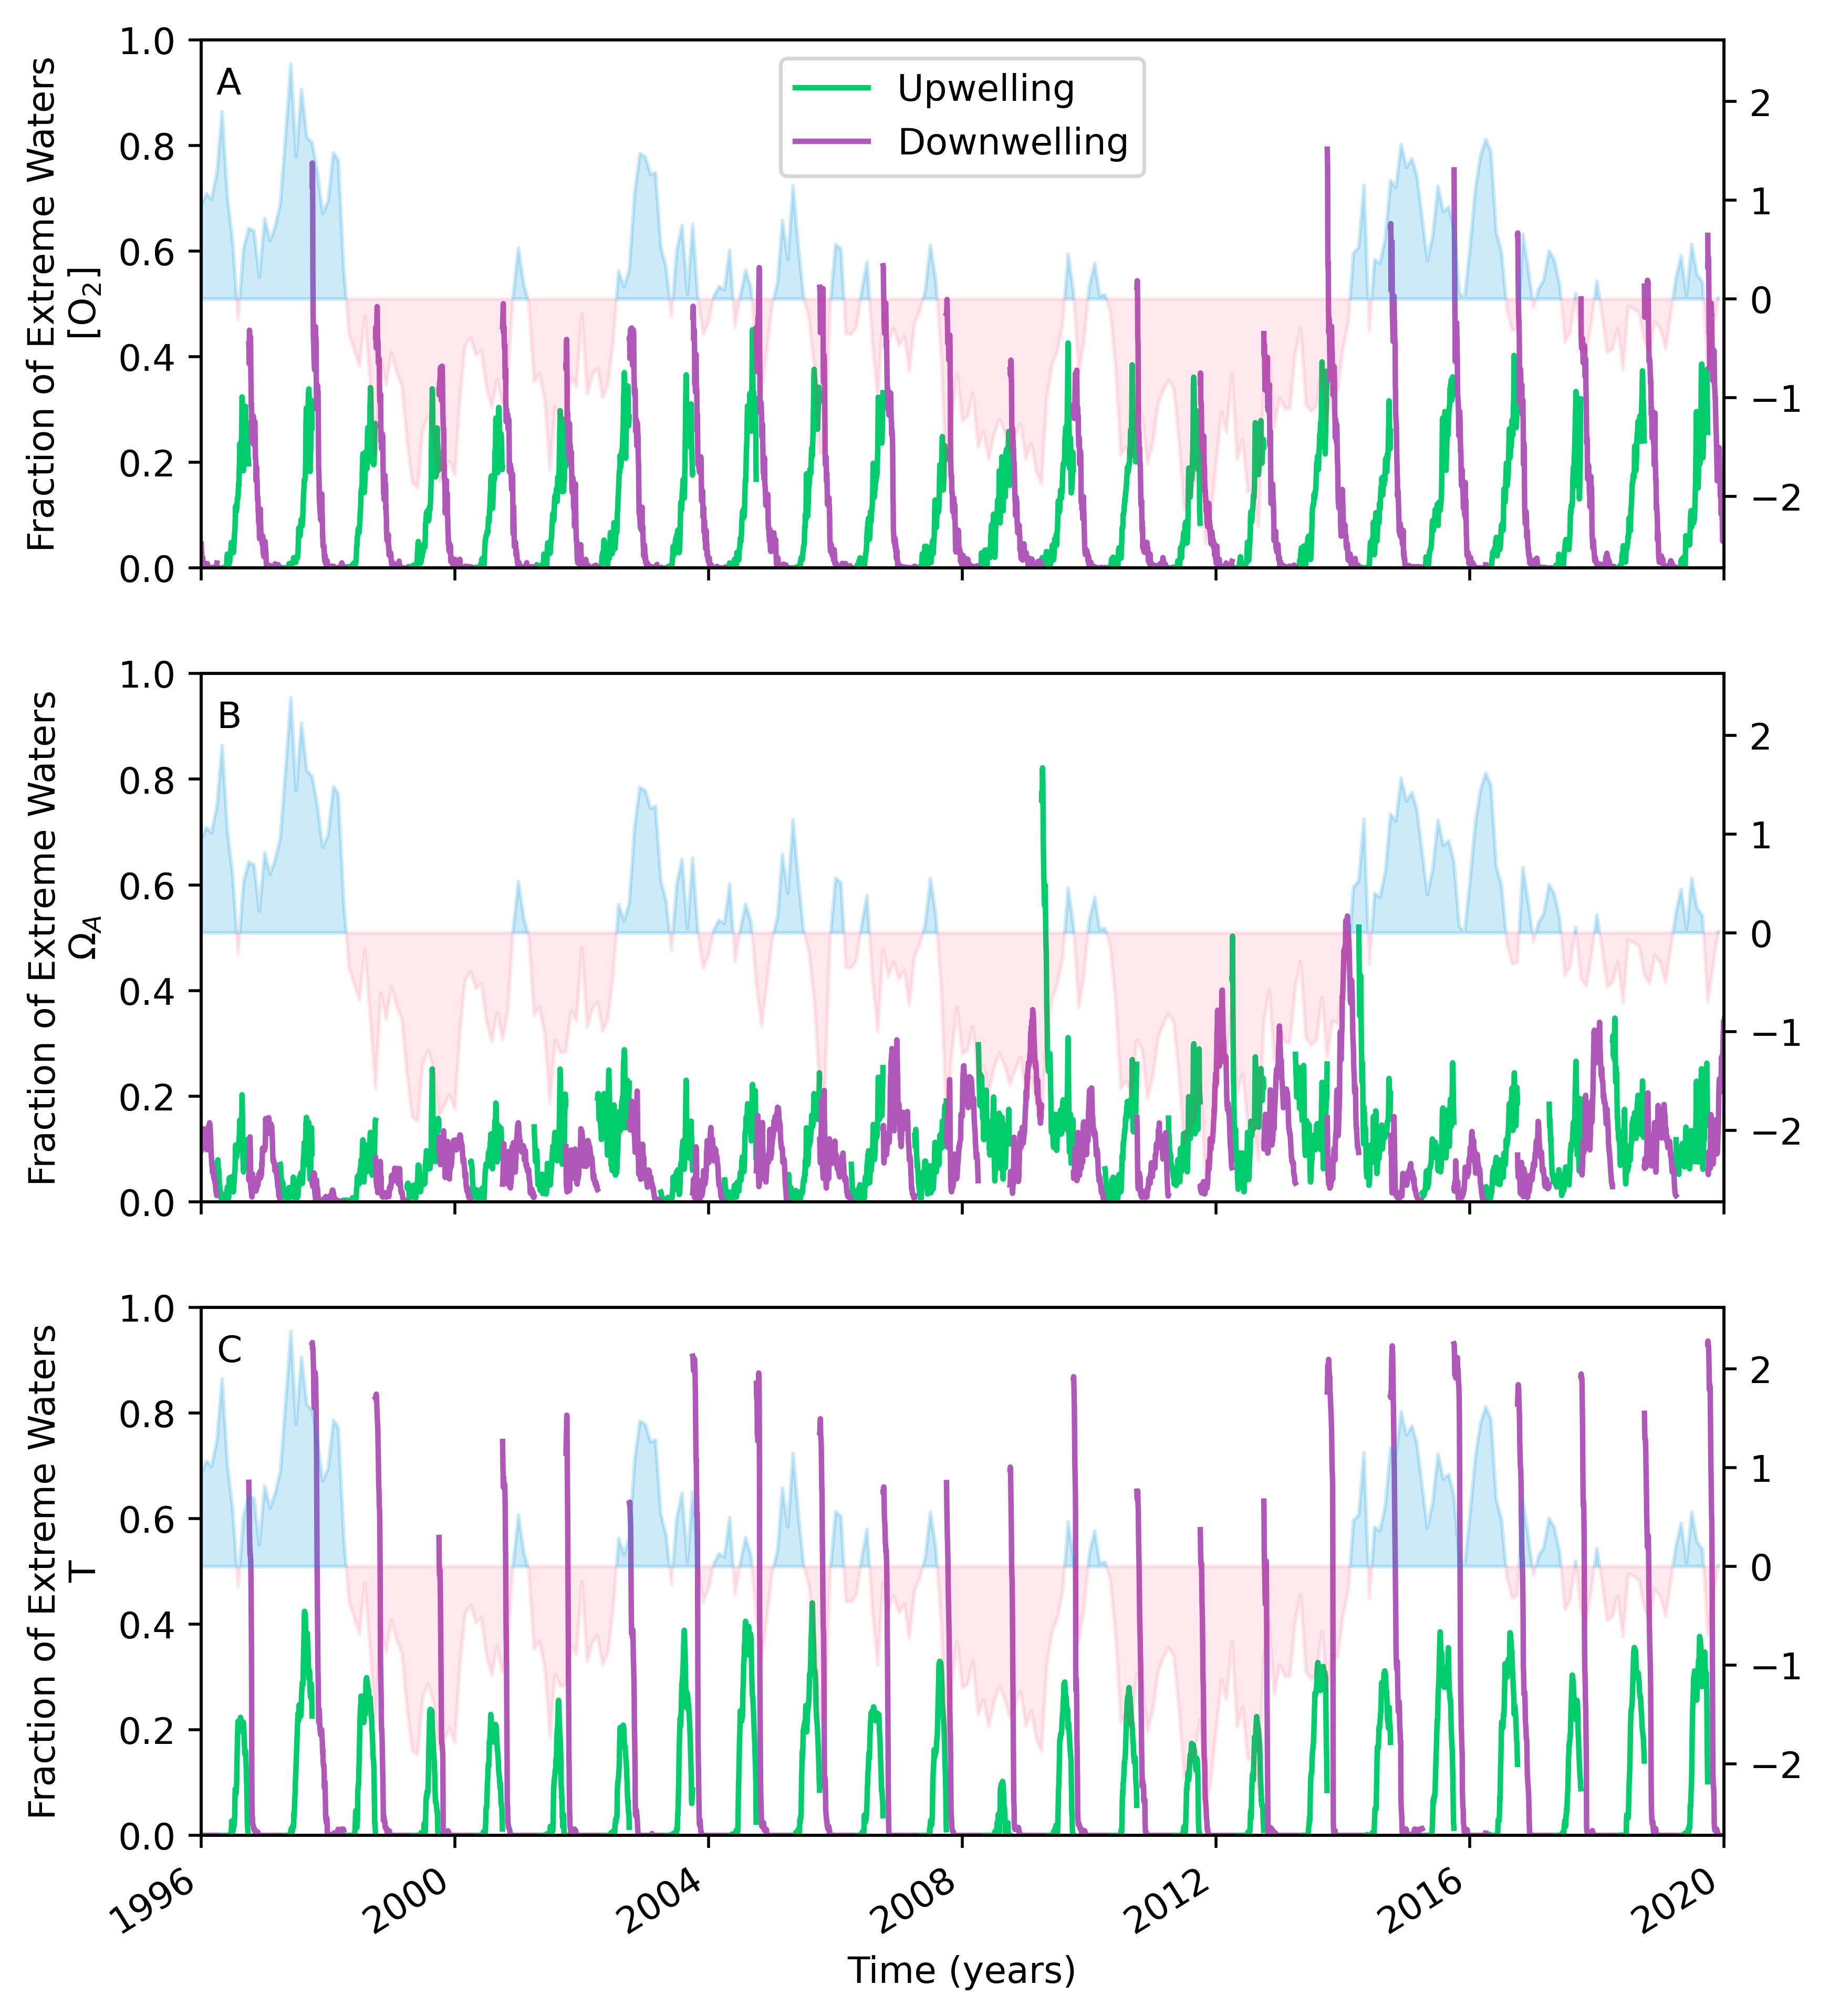 A
Upwelling
Downwelling
Fraction of Extreme Waters
[O₂]
1.0
0.8
0.6
0.4
0.2
0.0
2
1
0
−1
−2
B
Fraction of Extreme Waters
Ω_A
1.0
0.8
0.6
0.4
0.2
0.0
2
1
0
−1
−2
C
Fraction of Extreme Waters
T
1.0
0.8
0.6
0.4
0.2
0.0
2
1
0
−1
−2
1996 2000 2004 2008 2012 2016 2020
Time (years)